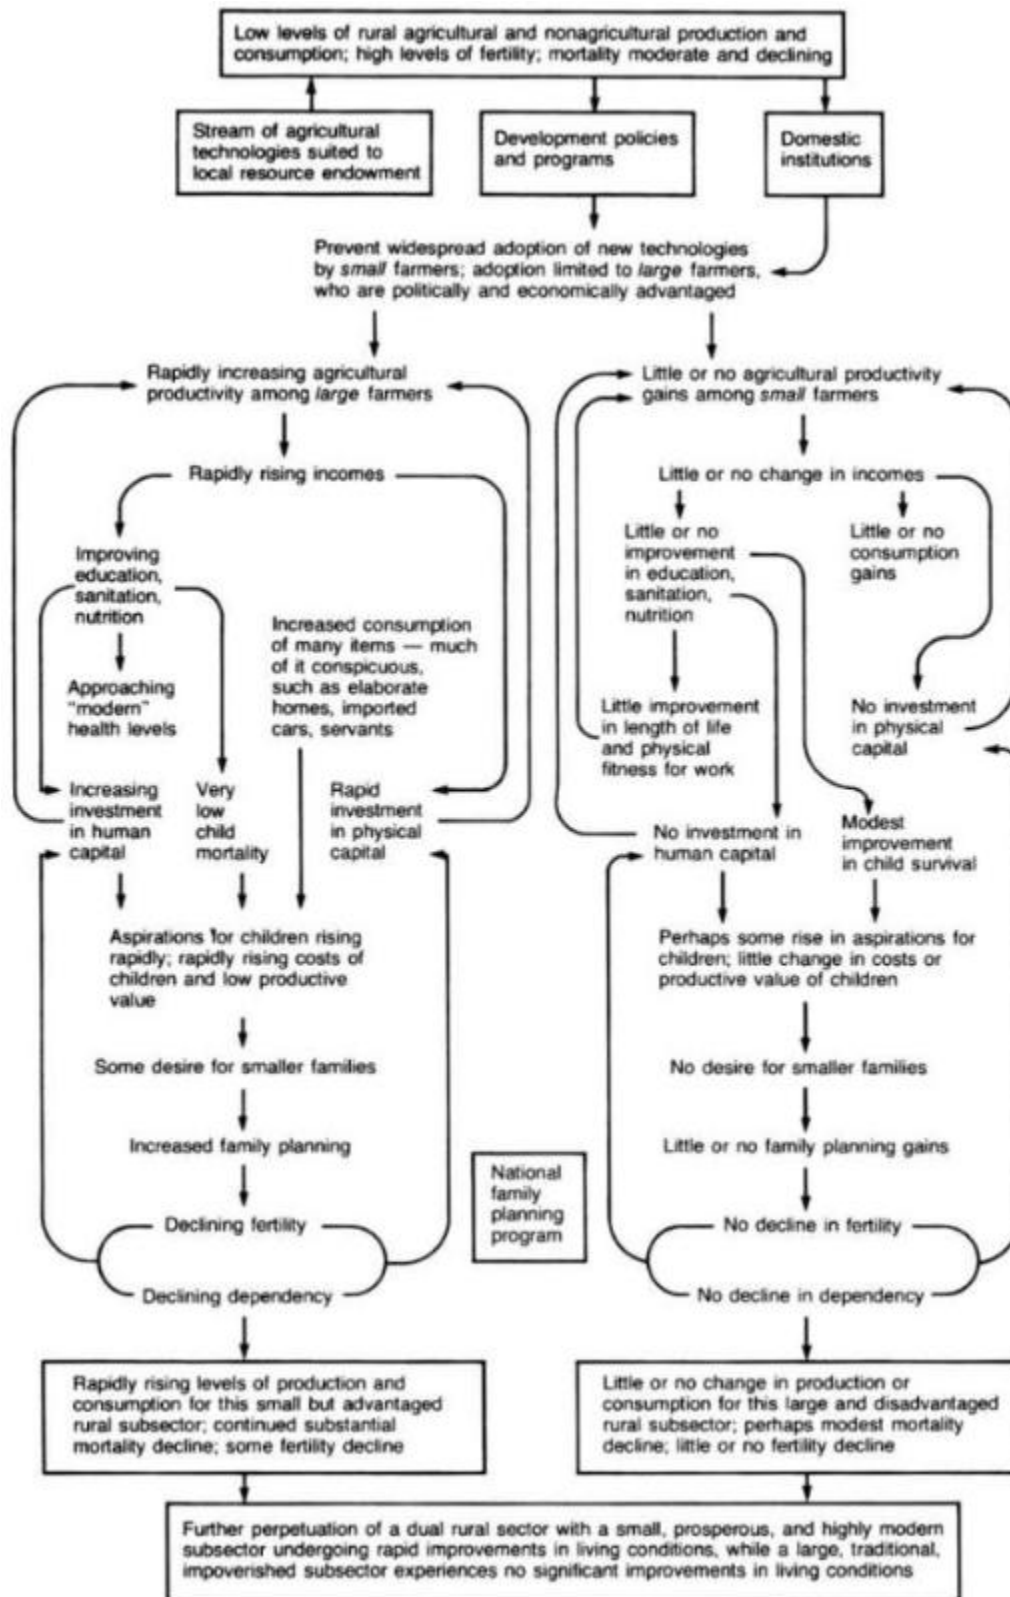 Low levels of rural agricultural and nonagricultural production and
consumption; high levels of fertility; mortality moderate and declining
Stream of agricultural
technologies suited to
local resource endowment
Development policies
and programs
Domestic
institutions
Prevent widespread adoption of new technologies
by small farmers; adoption limited to large farmers,
who are politically and economically advantaged
Rapidly increasing agricultural
productivity among large farmers
Rapidly rising incomes
Improving
education,
sanitation,
nutrition
Approaching
"modern"
health levels
Increased consumption
of many items — much
of it conspicuous,
such as elaborate
homes, imported
cars, servants
Increasing
investment
in human
capital
Very
low
child
mortality
Rapid
investment
in physical
capital
Aspirations for children rising
rapidly; rapidly rising costs of
children and low productive
value
Some desire for smaller families
Increased family planning
Declining fertility
Declining dependency
National
family
planning
program
Little or no agricultural productivity
gains among small farmers
Little or no change in incomes
Little or no
improvement
in education,
sanitation,
nutrition
Little or no
consumption
gains
Little improvement
in length of life
and physical
fitness for work
No investment
in physical
capital
No investment in
human capital
Modest
improvement
in child survival
Perhaps some rise in aspirations for
children; little change in costs or
productive value of children
No desire for smaller families
Little or no family planning gains
No decline in fertility
No decline in dependency
Rapidly rising levels of production and
consumption for this small but advantaged
rural subsector; continued substantial
mortality decline; some fertility decline
Little or no change in production or
consumption for this large and disadvantaged
rural subsector; perhaps modest mortality
decline; little or no fertility decline
Further perpetuation of a dual rural sector with a small, prosperous, and highly modern
subsector undergoing rapid improvements in living conditions, while a large, traditional,
impoverished subsector experiences no significant improvements in living conditions